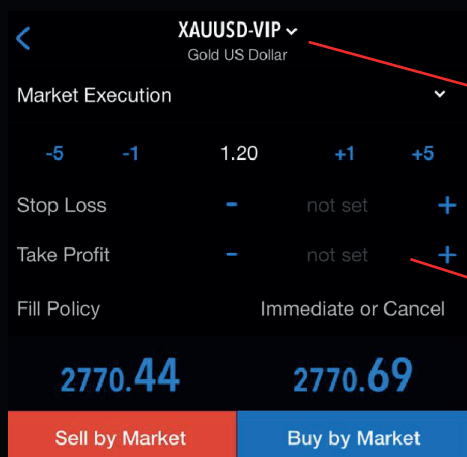 XAUUSD-VIP
Gold US Dollar
Market Execution
-5 -1 1.20 +1 +5
Stop Loss - not set +
Take Profit - not set +
Fill Policy Immediate or Cancel
2770.44 2770.69
Sell by Market Buy by Market